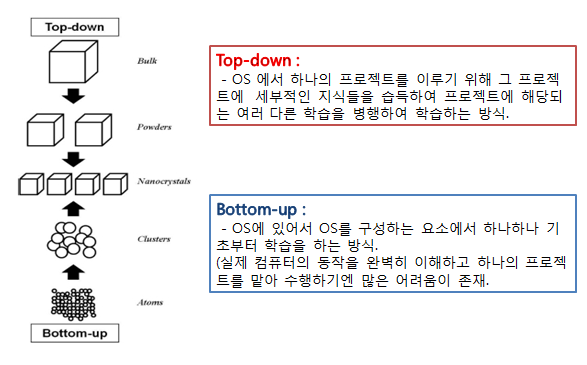 Top-down
Bulk
Powders
Nanocrystals
Clusters
Atoms
Bottom-up
Top-down :
- OS 에서 하나의 프로젝트를 이루기 위해 그 프로젝
트에 세부적인 지식들을 습득하여 프로젝트에 해당되
는 여러 다른 학습을 병행하여 학습하는 방식.
Bottom-up :
- OS에 있어서 OS를 구성하는 요소에서 하나하나 기
초부터 학습을 하는 방식.
(실제 컴퓨터의 동작을 완벽히 이해하고 하나의 프로젝
트를 맡아 수행하기엔 많은 어려움이 존재.